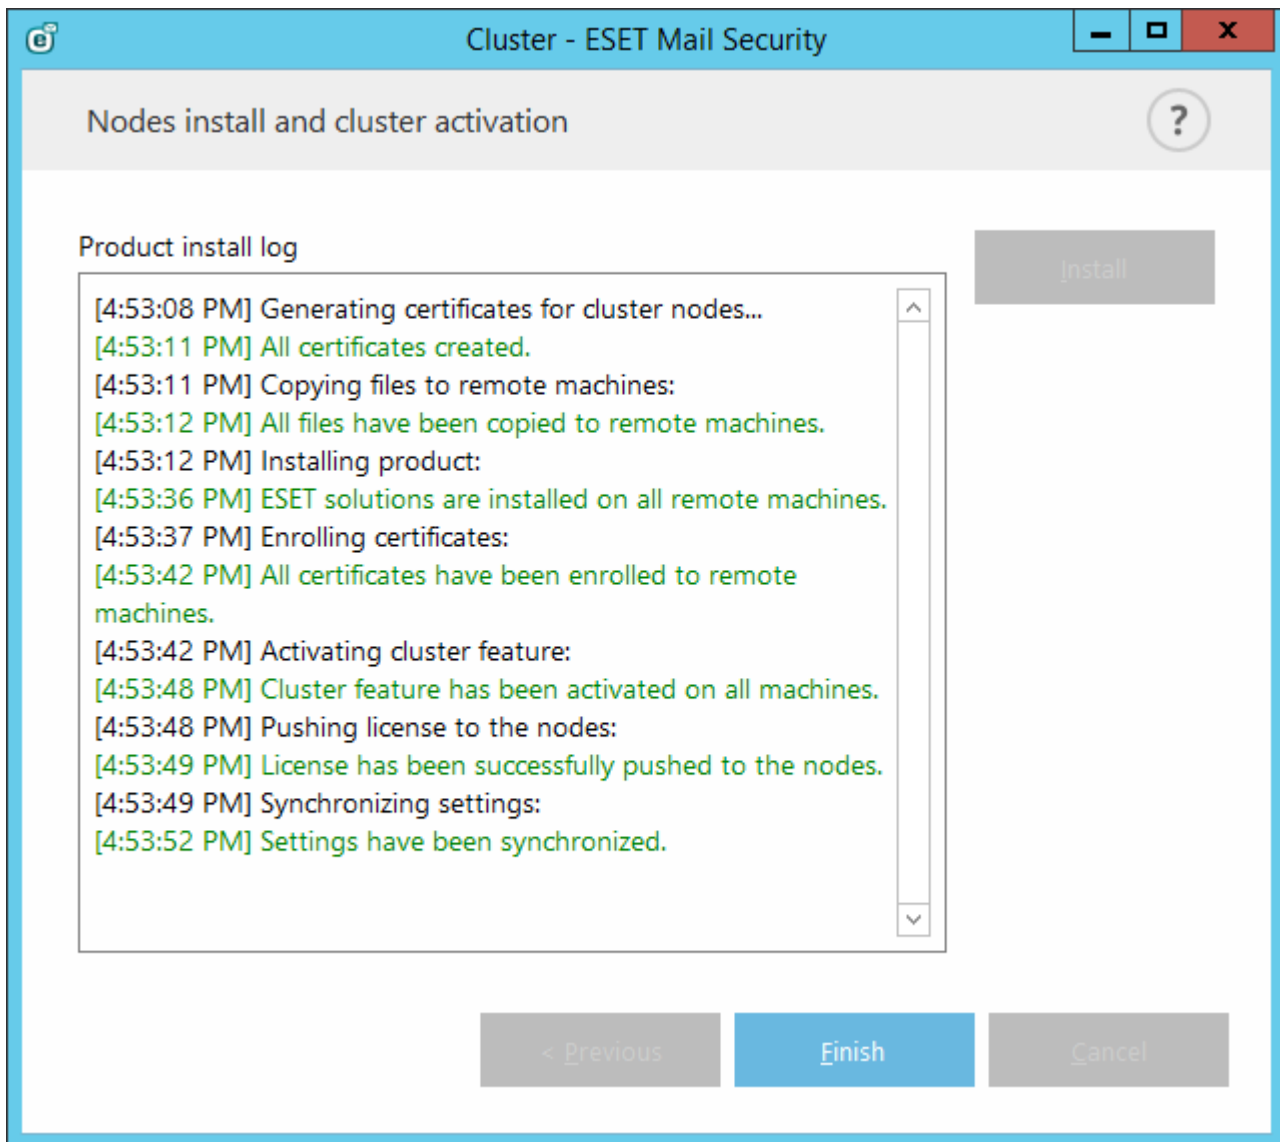 Cluster - ESET Mail Security
Nodes install and cluster activation
?
Product install log
Install
[4:53:08 PM] Generating certificates for cluster nodes...
[4:53:11 PM] All certificates created.
[4:53:11 PM] Copying files to remote machines:
[4:53:12 PM] All files have been copied to remote machines.
[4:53:12 PM] Installing product:
[4:53:36 PM] ESET solutions are installed on all remote machines.
[4:53:37 PM] Enrolling certificates:
[4:53:42 PM] All certificates have been enrolled to remote
machines.
[4:53:42 PM] Activating cluster feature:
[4:53:48 PM] Cluster feature has been activated on all machines.
[4:53:48 PM] Pushing license to the nodes:
[4:53:49 PM] License has been successfully pushed to the nodes.
[4:53:49 PM] Synchronizing settings:
[4:53:52 PM] Settings have been synchronized.
< Previous
Finish
Cancel